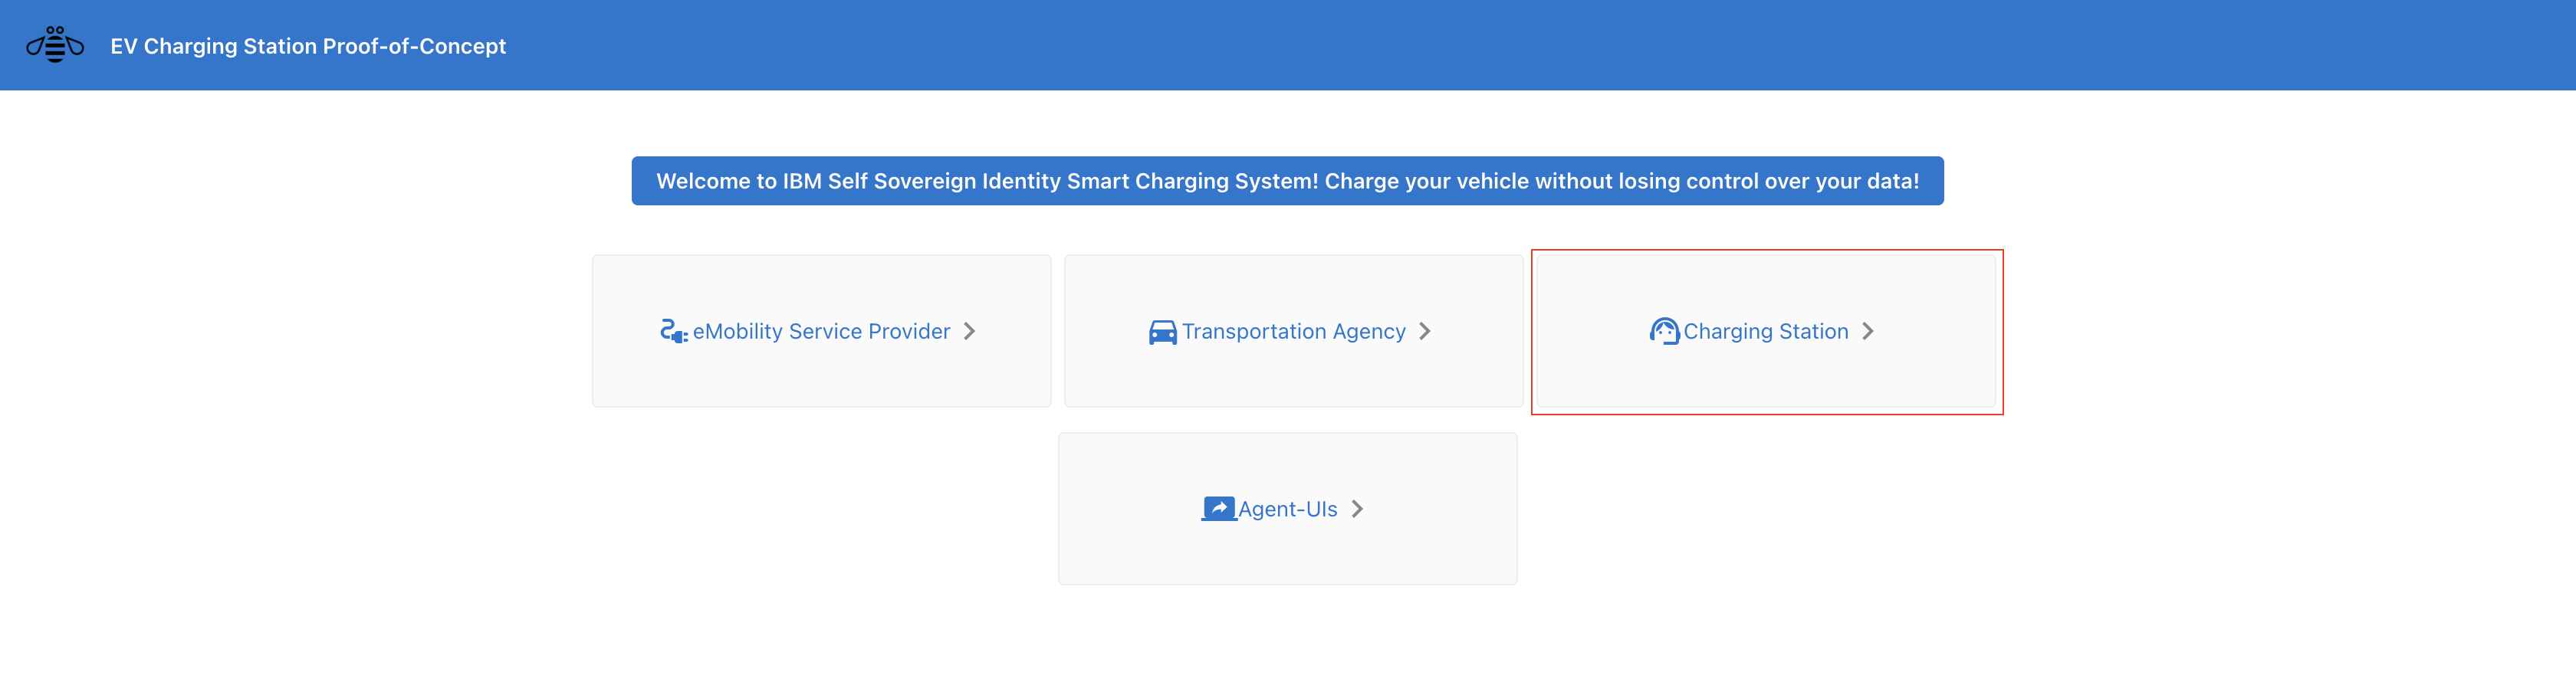 EV Charging Station Proof-of-Concept
Welcome to IBM Self Sovereign Identity Smart Charging System! Charge your vehicle without losing control over your data!
eMobility Service Provider
Transportation Agency
Charging Station
Agent-UIs